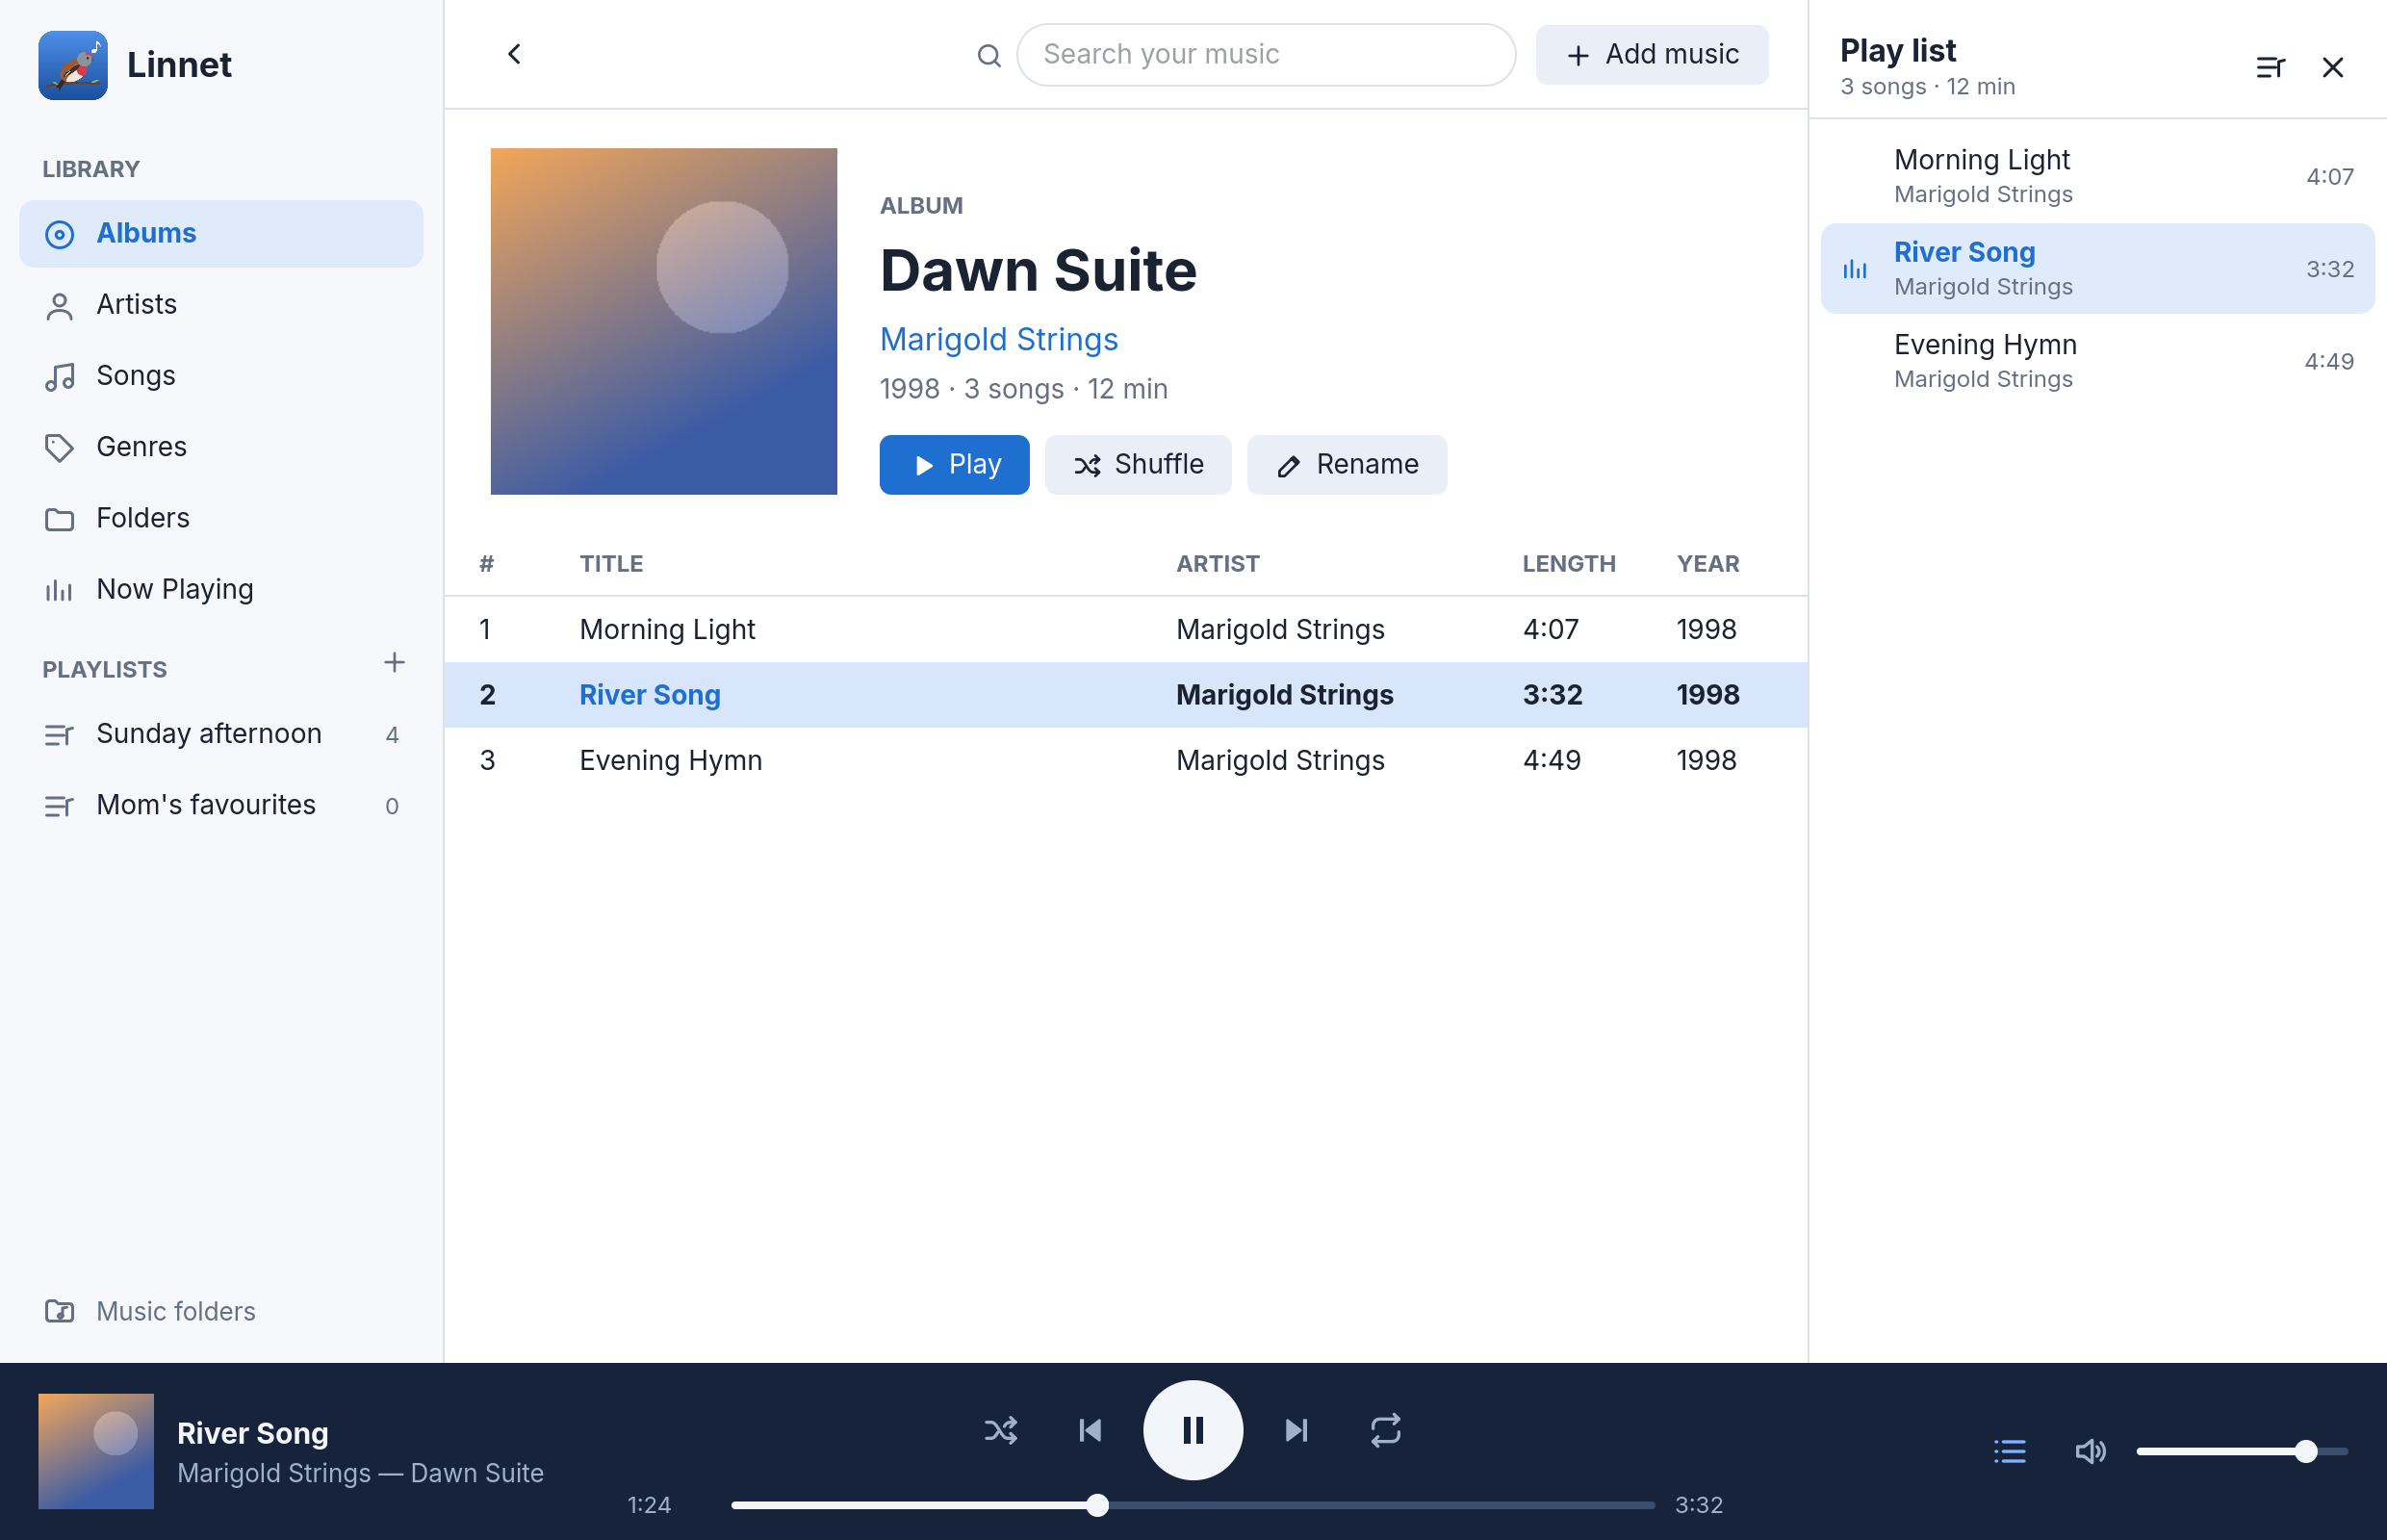 Linnet
LIBRARY
Albums
Artists
Songs
Genres
Folders
Now Playing
PLAYLISTS
Sunday afternoon 4
Mom's favourites 0
Music folders
Search your music
Add music
ALBUM
Dawn Suite
Marigold Strings
1998 · 3 songs · 12 min
Play Shuffle Rename
# TITLE ARTIST LENGTH YEAR
1 Morning Light Marigold Strings 4:07 1998
2 River Song Marigold Strings 3:32 1998
3 Evening Hymn Marigold Strings 4:49 1998
Play list
3 songs · 12 min
Morning Light
Marigold Strings
4:07
River Song
Marigold Strings
3:32
Evening Hymn
Marigold Strings
4:49
River Song
Marigold Strings — Dawn Suite
1:24 3:32